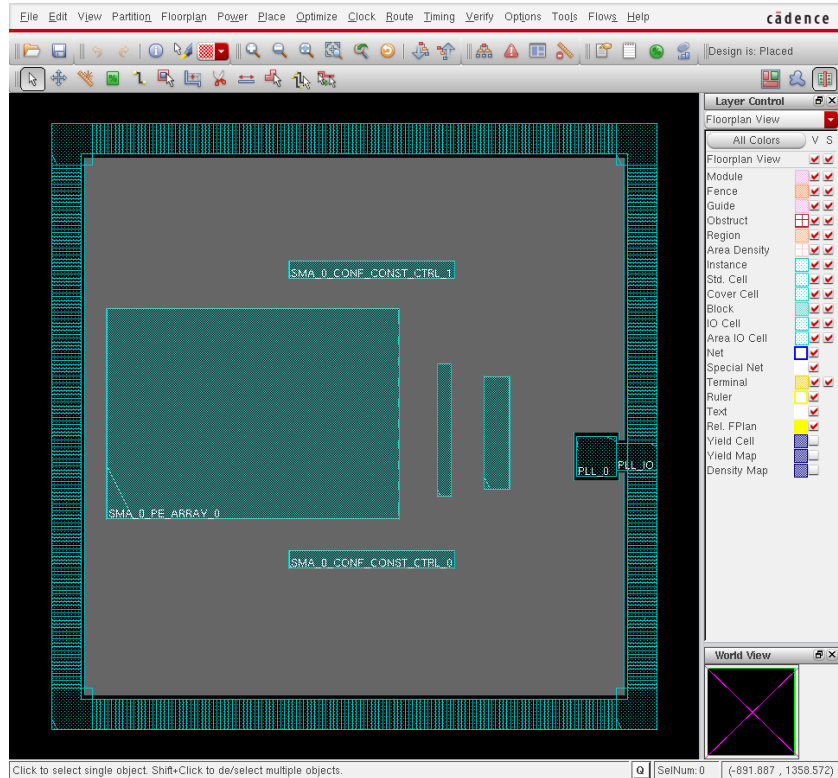 File Edit View Partition Floorplan Power Place Optimize Clock Route Timing Verify Options Tools Flows Help
cādence
Design is: Placed
Layer Control
Floorplan View
All Colors V S
Floorplan View
Module
Fence
Guide
Obstruct
Region
Area Density
Instance
Std. Cell
Cover Cell
Block
IO Cell
Area IO Cell
Net
Special Net
Terminal
Ruler
Text
Rel. FPlan
Yield Cell
Yield Map
Density Map
SMA_0_CONF_CONST_CTRL_1
PLL_0
PLL_IO
SMA_0_PE_ARRAY_0
SMA_0_CONF_CONST_CTRL_0
World View
Click to select single object. Shift+Click to de/select multiple objects.
Q
SelNum: 0
(-891.887 , 1358.572)